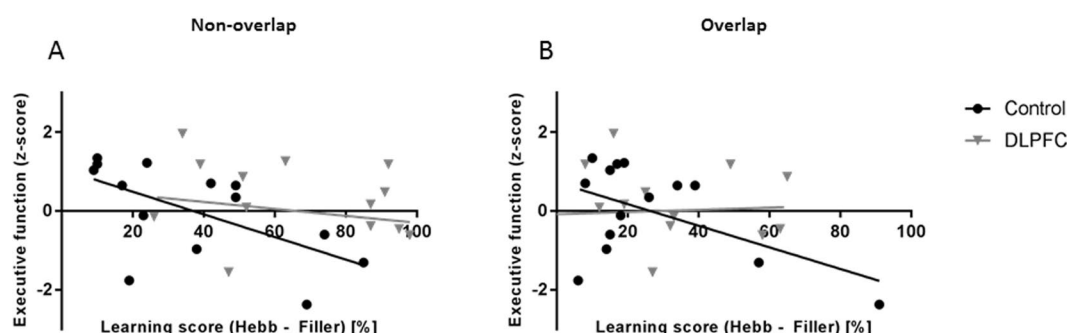 Non-overlap
Overlap
A
B
Executive function (z-score)
2
0
-2
20
40
60
80
100
Learning score (Hebb - Filler) [%]
Executive function (z-score)
2
0
-2
20
40
60
80
100
Learning score (Hebb - Filler) [%]
Control
DLPFC